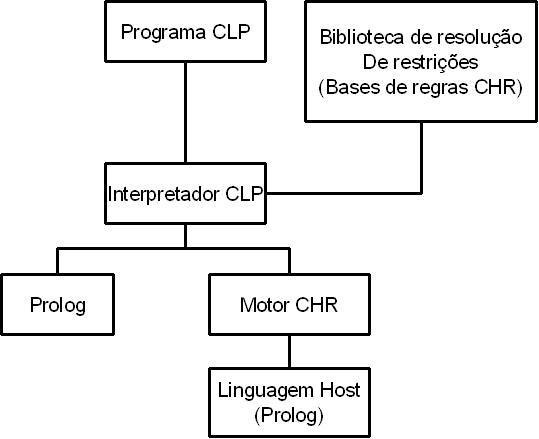 Programa CLP
Biblioteca de resolução
De restrições
(Bases de regras CHR)
Interpretador CLP
Prolog
Motor CHR
Linguagem Host
(Prolog)